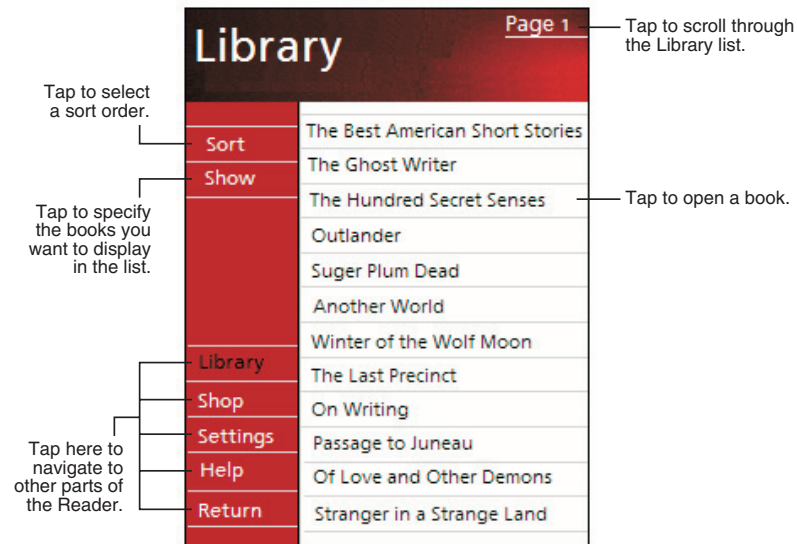 Library
Page 1
Tap to scroll through
the Library list.
Tap to select
a sort order.
Sort
Show
Tap to specify
the books you
want to display
in the list.
The Best American Short Stories
The Ghost Writer
The Hundred Secret Senses
Tap to open a book.
Outlander
Suger Plum Dead
Another World
Winter of the Wolf Moon
The Last Precinct
On Writing
Passage to Juneau
Of Love and Other Demons
Stranger in a Strange Land
Library
Shop
Settings
Help
Return
Tap here to
navigate to
other parts of
the Reader.